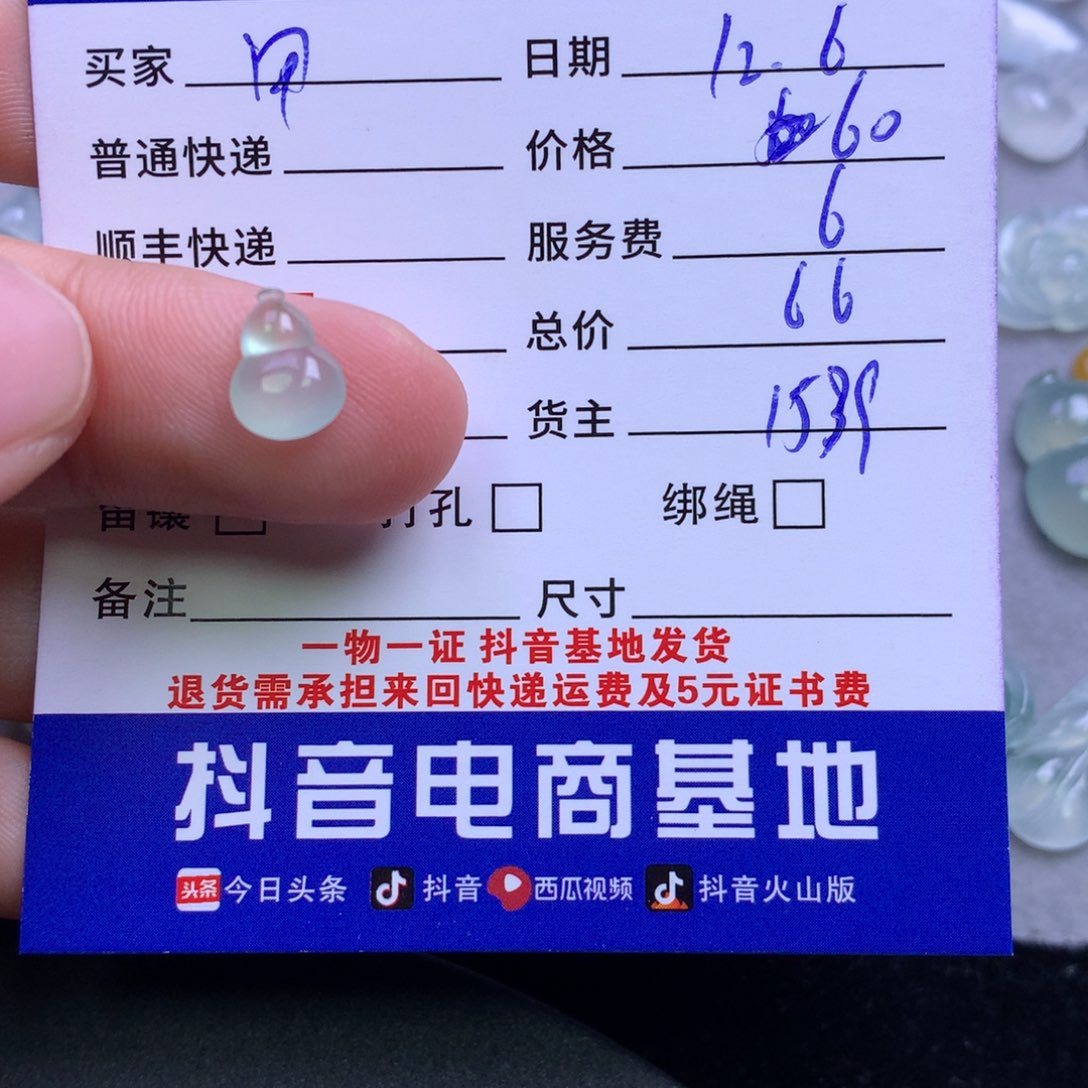 买家 甲 日期 12.6
普通快递 价格 60
顺丰快递 服务费 6
总价 66
货主 1539
留镶 打孔 绑绳
备注 尺寸
一物一证 抖音基地发货
退货需承担来回快递运费及5元证书费
抖音电商基地
头条 今日头条 抖音 西瓜视频 抖音火山版